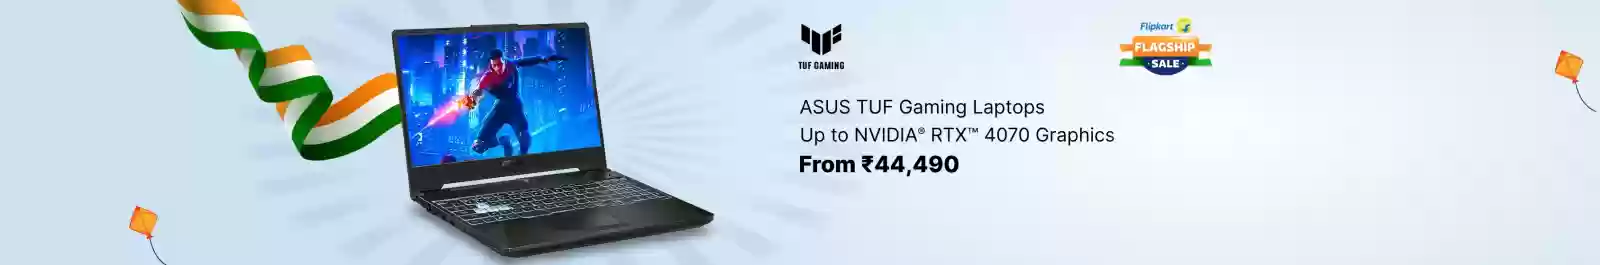 TUF GAMING
Flipkart
FLAGSHIP
SALE
ASUS TUF Gaming Laptops
Up to NVIDIA® RTX™ 4070 Graphics
From ₹44,490